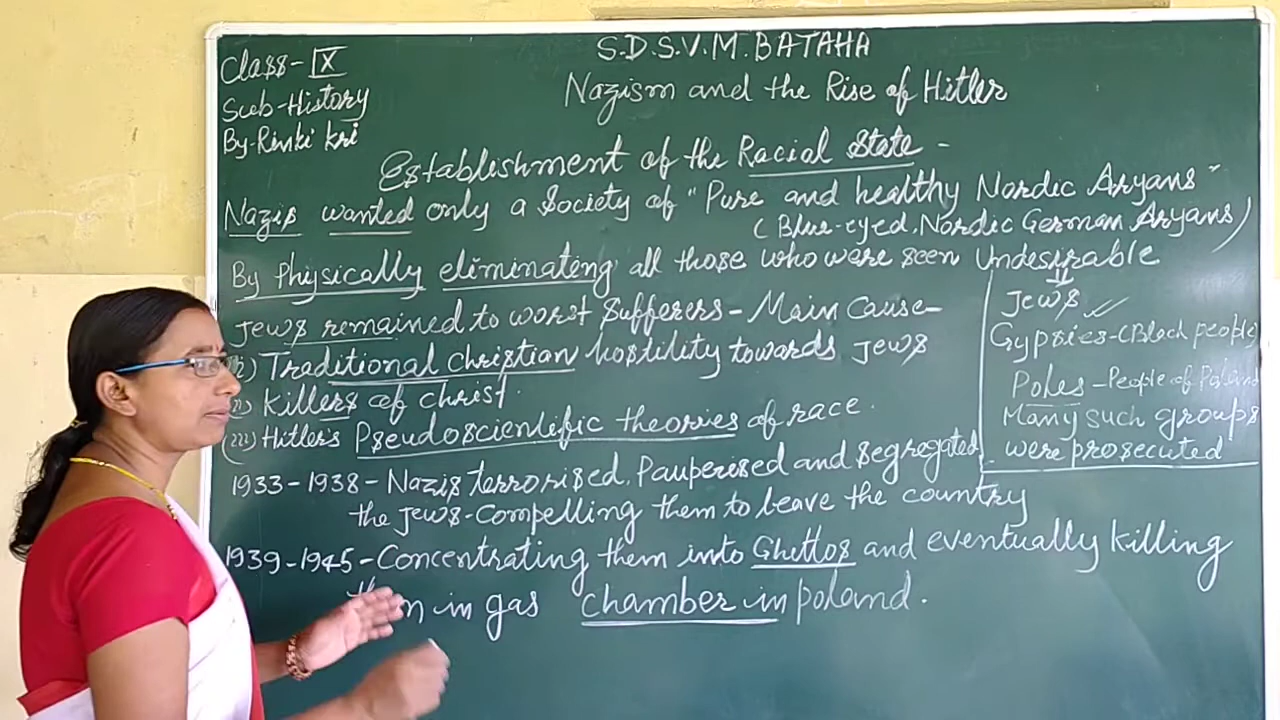 S.D.S.V.M. BATAHA
Class- IX
Sub-History
By-Rinki kri
Nazism and the Rise of Hitler
Establishment of the Racial State -
Nazis wanted only a Society of "Pure and healthy Nordic Aryans"
(Blue-eyed. Nordic German Aryans)
By Physically eliminating all those who were seen Undesirable
Jews remained to worst Sufferers - Main Cause-
Traditional Christian hostility towards Jews
(ii) Killers of Christ.
(iii) Hitler's Pseudoscientific theories of race.
Jews ✓
Gypsies-(Black people)
Poles - People of Poland
Many such groups
were prosecuted
1933-1938 - Nazis terrorised. Pauperised and segregated
the Jews-Compelling them to leave the country
1939-1945-Concentrating them into Ghettos and eventually killing
in gas chamber in poland.